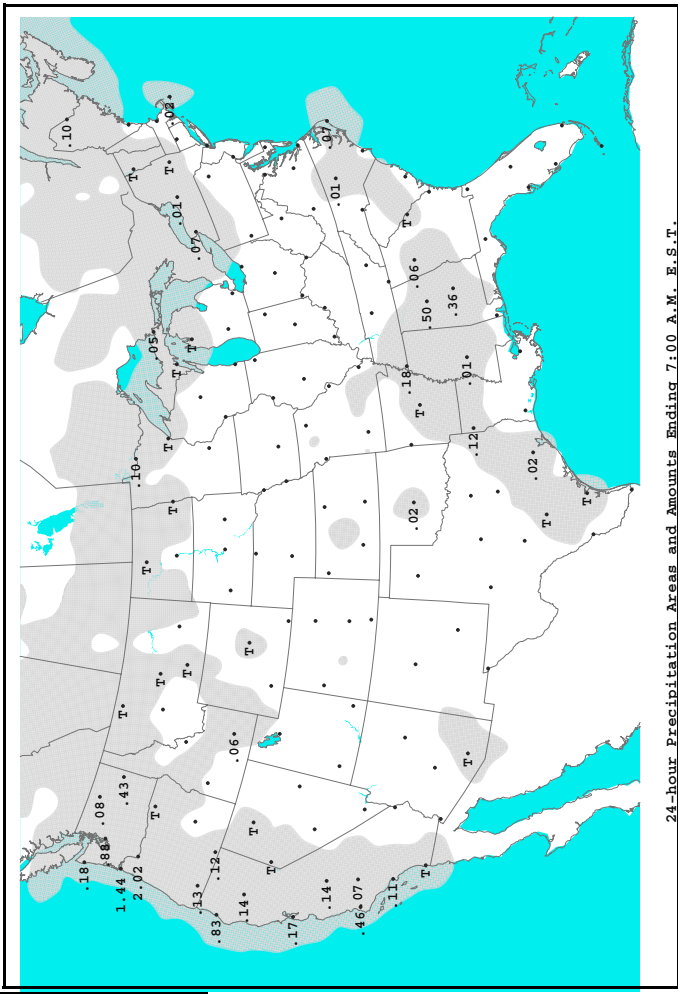 .10
.18
.08
.88
1.44
T
.43
T
.10
2.02
T
.05
T
T
T
.02
T
T
T
.01
T
T
.07
.13
.12
.83
.06
.14
T
T
T
.17
.14
.07
.01
.07
.46
.11
T
.18
.06
.02
T
T
.50
.36
.01
T
.12
.02
T
T
24-hour Precipitation Areas and Amounts Ending 7:00 A.M. E.S.T.